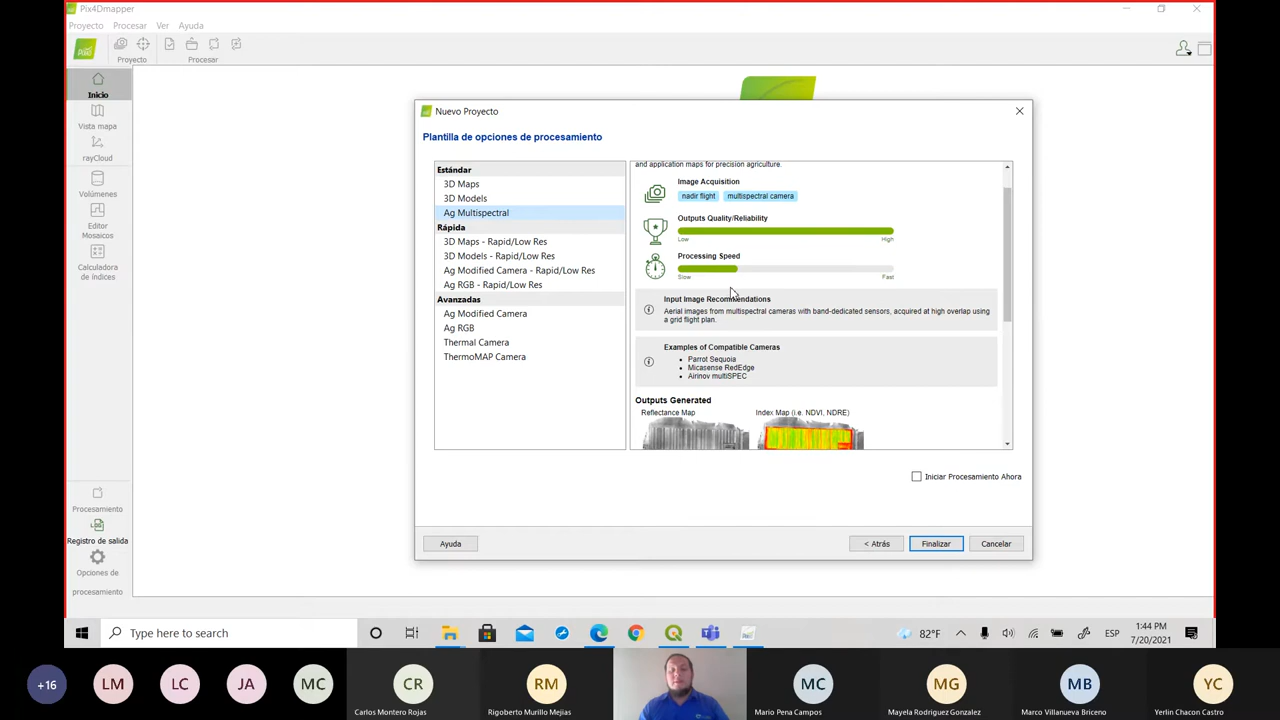 Pix4Dmapper
Proyecto Procesar Ver Ayuda
Proyecto
Procesar
Inicio
Vista mapa
rayCloud
Volúmenes
Editor
Mosaicos
Calculadora
de índices
Procesamiento
Registro de salida
Opciones de
procesamiento
Nuevo Proyecto
Plantilla de opciones de procesamiento
Estándar
3D Maps
3D Models
Ag Multispectral
Rápida
3D Maps - Rapid/Low Res
3D Models - Rapid/Low Res
Ag Modified Camera - Rapid/Low Res
Ag RGB - Rapid/Low Res
Avanzadas
Ag Modified Camera
Ag RGB
Thermal Camera
ThermoMAP Camera
and application maps for precision agriculture.
Image Acquisition
nadir flight multispectral camera
Outputs Quality/Reliability
Low High
Processing Speed
Slow Fast
Input Image Recommendations
Aerial images from multispectral cameras with band-dedicated sensors, acquired at high overlap using
a grid flight plan.
Examples of Compatible Cameras
• Parrot Sequoia
• Micasense RedEdge
• Airinov multiSPEC
Outputs Generated
Reflectance Map Index Map (i.e. NDVI, NDRE)
Iniciar Procesamiento Ahora
Ayuda < Atrás Finalizar Cancelar
Type here to search
82°F
ESP
1:44 PM
7/20/2021
+16 LM LC JA MC
CR
Carlos Montero Rojas
RM
Rigoberto Murillo Mejias
MC
Mario Pena Campos
MG
Mayela Rodriguez Gonzalez
MB
Marco Villanueva Briceno
YC
Yerlin Chacon Castro